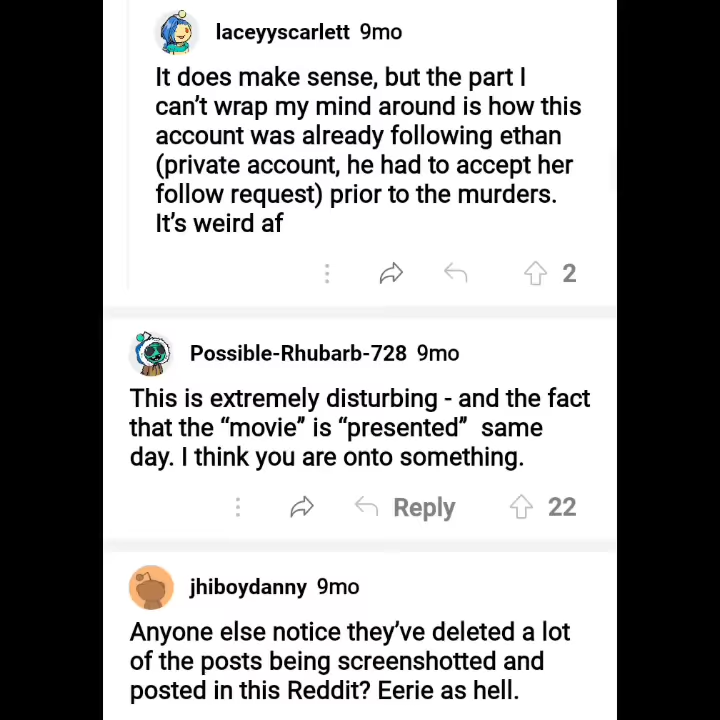 laceyyscarlett 9mo
It does make sense, but the part I
can't wrap my mind around is how this
account was already following ethan
(private account, he had to accept her
follow request) prior to the murders.
It's weird af
2
Possible-Rhubarb-728 9mo
This is extremely disturbing - and the fact
that the “movie” is “presented” same
day. I think you are onto something.
Reply 22
jhiboydanny 9mo
Anyone else notice they've deleted a lot
of the posts being screenshotted and
posted in this Reddit? Eerie as hell.